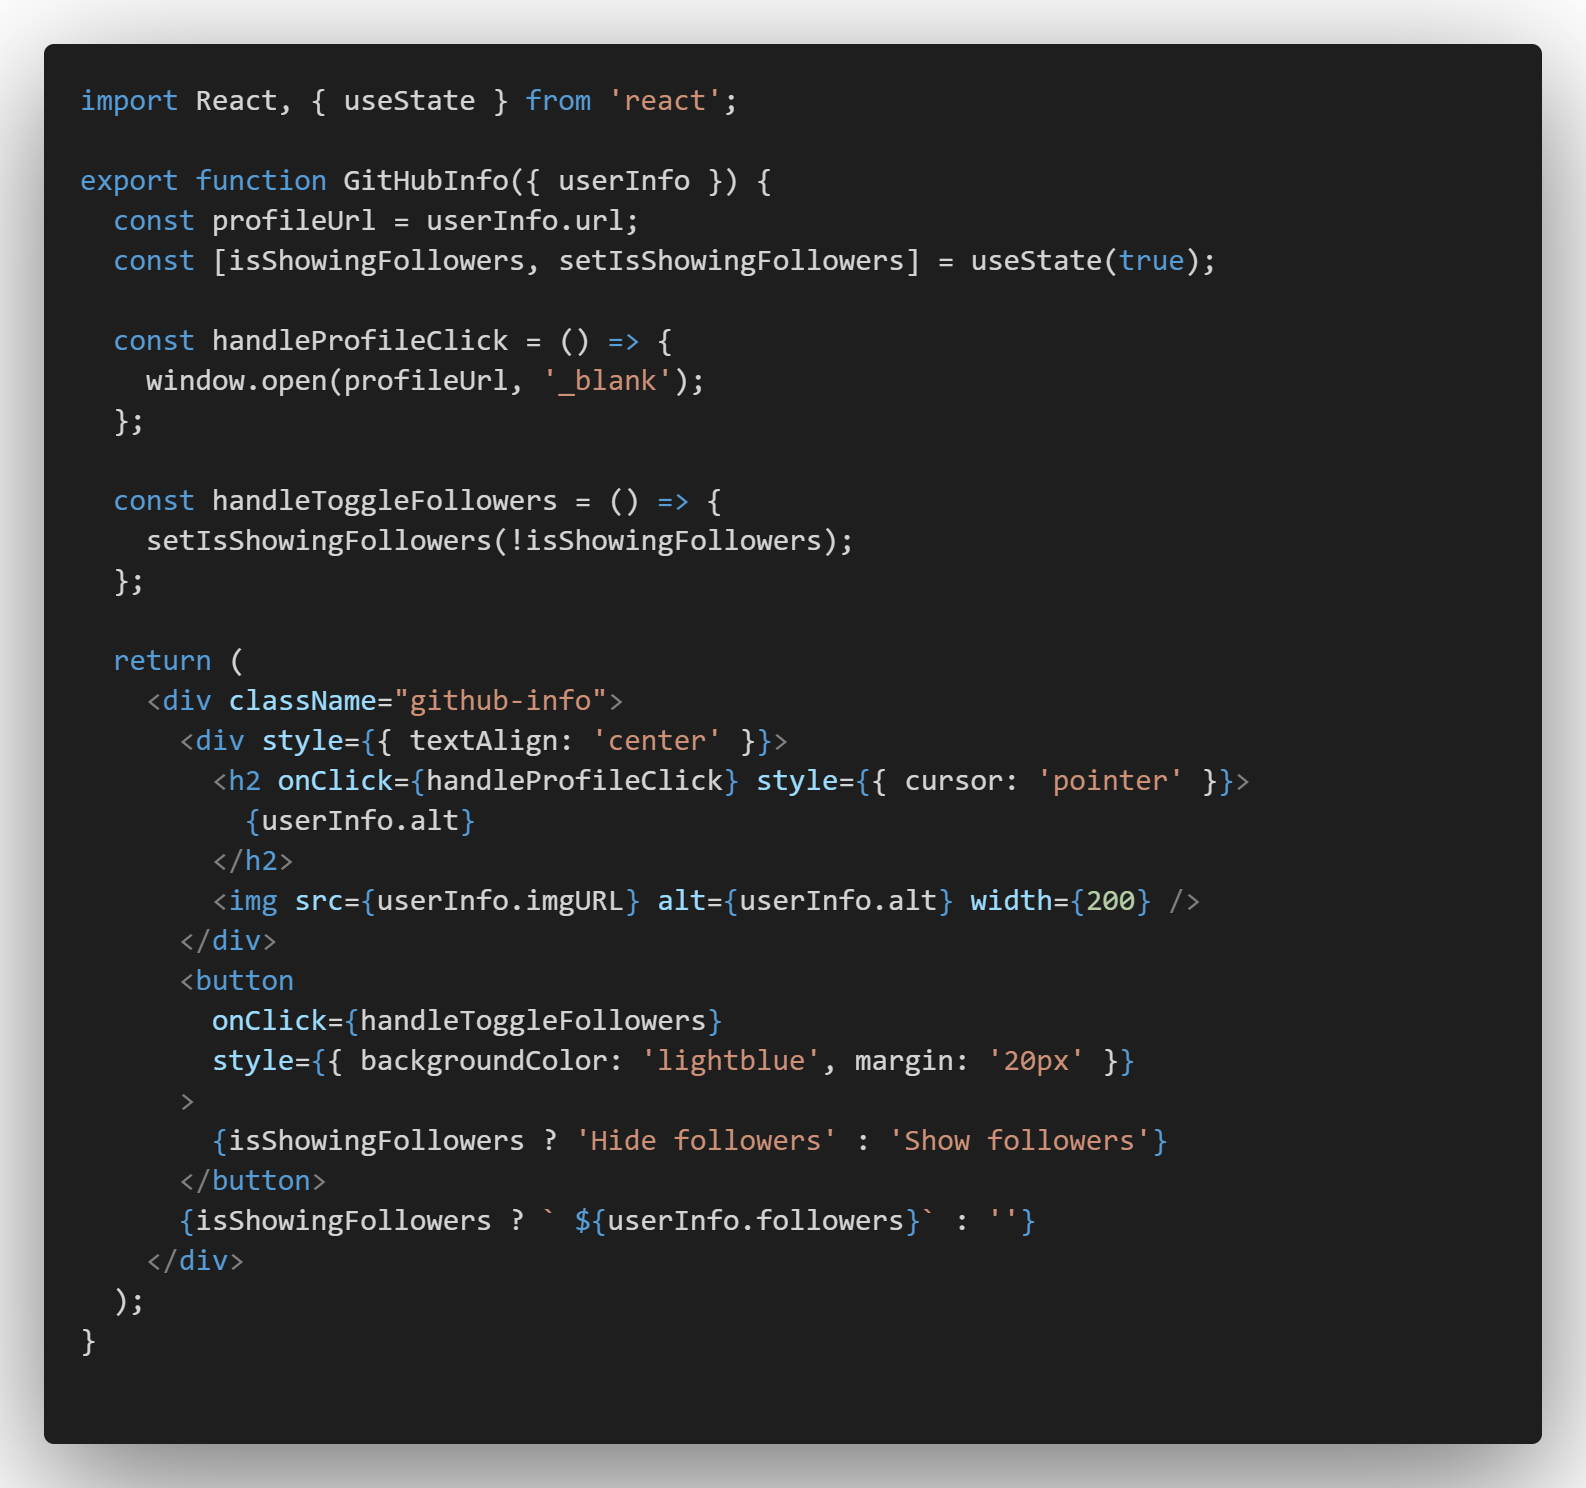 import React, { useState } from 'react';

export function GitHubInfo({ userInfo }) {
  const profileUrl = userInfo.url;
  const [isShowingFollowers, setIsShowingFollowers] = useState(true);

  const handleProfileClick = () => {
    window.open(profileUrl, '_blank');
  };

  const handleToggleFollowers = () => {
    setIsShowingFollowers(!isShowingFollowers);
  };

  return (
    <div className="github-info">
      <div style={{ textAlign: 'center' }}>
        <h2 onClick={handleProfileClick} style={{ cursor: 'pointer' }}>
          {userInfo.alt}
        </h2>
        <img src={userInfo.imgURL} alt={userInfo.alt} width={200} />
      </div>
      <button
        onClick={handleToggleFollowers}
        style={{ backgroundColor: 'lightblue', margin: '20px' }}
      >
        {isShowingFollowers ? 'Hide followers' : 'Show followers'}
      </button>
      {isShowingFollowers ? ` ${userInfo.followers}` : ''}
    </div>
  );
}